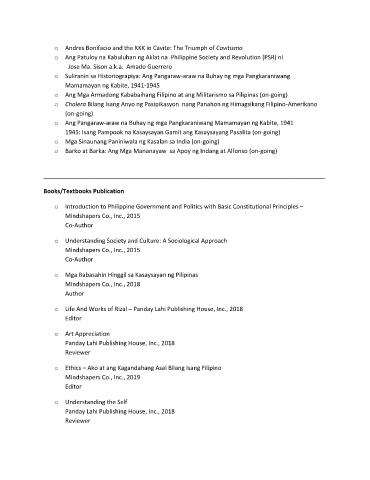 o Andres Bonifacio and the KKK in Cavite: The Triumph of Cavitismo
o Ang Patuloy na Kabuluhan ng Aklat na Philippine Society and Revolution (PSR) ni
Jose Ma. Sison a.k.a. Amado Guerrero
o Suliranin sa Historiograpiya: Ang Pangaraw-araw na Buhay ng mga Pangkaraniwang
Mamamayan ng Kabite, 1941-1945
o Ang Mga Armadong Kababaihang Filipino at ang Militarismo sa Pilipinas (on-going)
o Cholera Bilang Isang Anyo ng Pasipikasyon nang Panahon ng Himagsikang Filipino-Amerikano
(on-going)
o Ang Pangaraw-araw na Buhay ng mga Pangkaraniwang Mamamayan ng Kabite, 1941
1945: Isang Pampook na Kasaysayan Gamit ang Kasaysayang Pasalita (on-going)
o Mga Sinaunang Paniniwala ng Kasalan sa India (on-going)
o Barko at Barka: Ang Mga Mananayaw sa Apoy ng Indang at Alfonso (on-going)
Books/Textbooks Publication
o Introduction to Philippine Government and Politics with Basic Constitutional Principles –
Mindshapers Co., Inc., 2015
Co-Author
o Understanding Society and Culture: A Sociological Approach
Mindshapers Co., Inc., 2015
Co-Author
o Mga Babasahin Hinggil sa Kasaysayan ng Pilipinas
Mindshapers Co., Inc., 2018
Author
o Life And Works of Rizal – Panday Lahi Publishing House, Inc., 2018
Editor
o Art Appreciation
Panday Lahi Publishing House, Inc., 2018
Reviewer
o Ethics – Ako at ang Kagandahang Asal Bilang Isang Filipino
Mindshapers Co., Inc., 2019
Editor
o Understanding the Self
Panday Lahi Publishing House, Inc., 2018
Reviewer